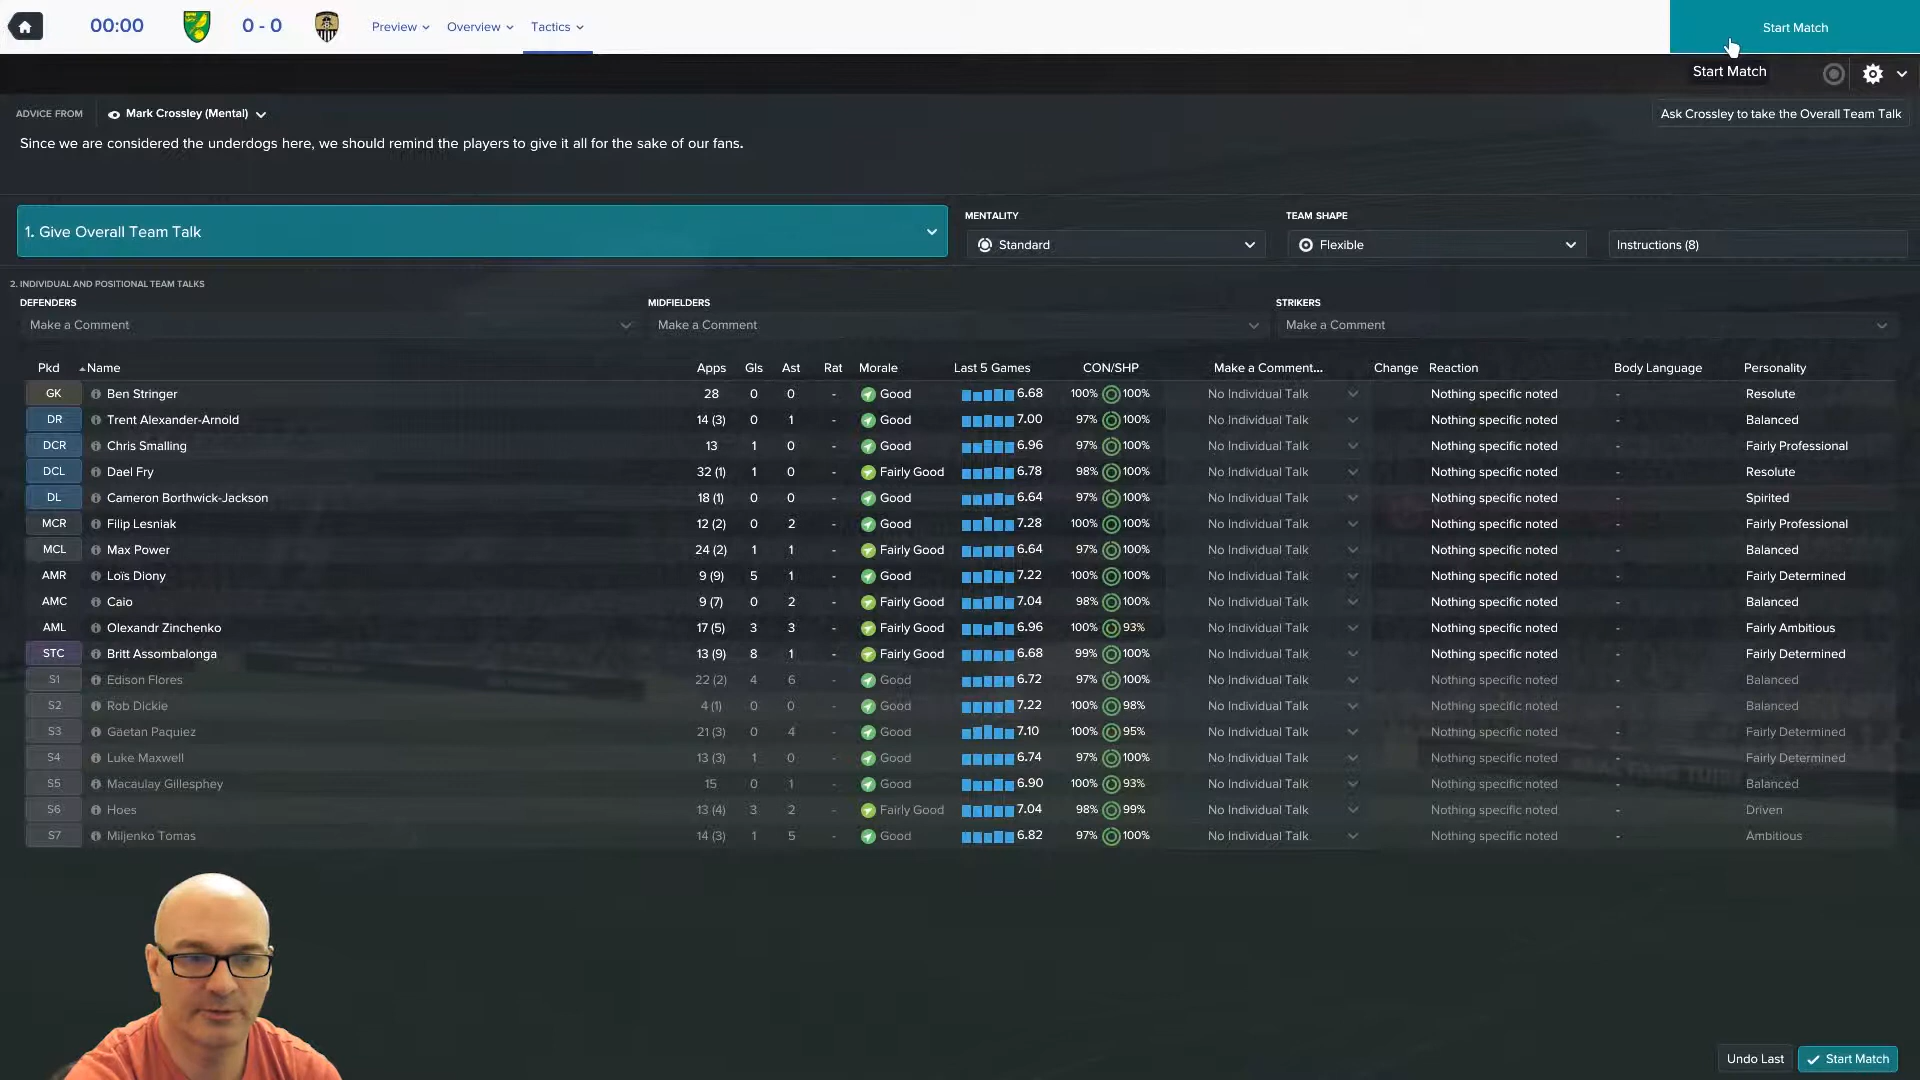 00:00 0 - 0 Preview Overview Tactics Start Match
Start Match
ADVICE FROM Mark Crossley (Mental) Ask Crossley to take the Overall Team Talk
Since we are considered the underdogs here, we should remind the players to give it all for the sake of our fans.
MENTALITY TEAM SHAPE
1. Give Overall Team Talk Standard Flexible Instructions (8)
2. INDIVIDUAL AND POSITIONAL TEAM TALKS
DEFENDERS MIDFIELDERS STRIKERS
Make a Comment Make a Comment Make a Comment
Pkd Name Apps Gls Ast Rat Morale Last 5 Games CON/SHP Make a Comment... Change Reaction Body Language Personality
GK Ben Stringer 28 0 0 - Good 6.68 100% 100% No Individual Talk Nothing specific noted - Resolute
DR Trent Alexander-Arnold 14 (3) 0 1 - Good 7.00 97% 100% No Individual Talk Nothing specific noted - Balanced
DCR Chris Smalling 13 1 0 - Good 6.96 97% 100% No Individual Talk Nothing specific noted - Fairly Professional
DCL Dael Fry 32 (1) 1 0 - Fairly Good 6.78 98% 100% No Individual Talk Nothing specific noted - Resolute
DL Cameron Borthwick-Jackson 18 (1) 0 0 - Good 6.64 97% 100% No Individual Talk Nothing specific noted - Spirited
MCR Filip Lesniak 12 (2) 0 2 - Good 7.28 100% 100% No Individual Talk Nothing specific noted - Fairly Professional
MCL Max Power 24 (2) 1 1 - Fairly Good 6.64 97% 100% No Individual Talk Nothing specific noted - Balanced
AMR Loïs Diony 9 (9) 5 1 - Good 7.22 100% 100% No Individual Talk Nothing specific noted - Fairly Determined
AMC Caio 9 (7) 0 2 - Fairly Good 7.04 98% 100% No Individual Talk Nothing specific noted - Balanced
AML Olexandr Zinchenko 17 (5) 3 3 - Fairly Good 6.96 100% 93% No Individual Talk Nothing specific noted - Fairly Ambitious
STC Britt Assombalonga 13 (9) 8 1 - Fairly Good 6.68 99% 100% No Individual Talk Nothing specific noted - Fairly Determined
S1 Edison Flores 22 (2) 4 6 - Good 6.72 97% 100% No Individual Talk Nothing specific noted - Balanced
S2 Rob Dickie 4 (1) 0 0 - Good 7.22 100% 98% No Individual Talk Nothing specific noted - Balanced
S3 Gäetan Paquiez 21 (3) 0 4 - Good 7.10 100% 95% No Individual Talk Nothing specific noted - Fairly Determined
S4 Luke Maxwell 13 (3) 1 0 - Good 6.74 97% 100% No Individual Talk Nothing specific noted - Fairly Determined
S5 Macaulay Gillesphey 15 0 1 - Good 6.90 100% 93% No Individual Talk Nothing specific noted - Balanced
S6 Hoes 13 (4) 3 2 - Fairly Good 7.04 98% 99% No Individual Talk Nothing specific noted - Driven
S7 Miljenko Tomas 14 (3) 1 5 - Good 6.82 97% 100% No Individual Talk Nothing specific noted - Ambitious
Undo Last Start Match